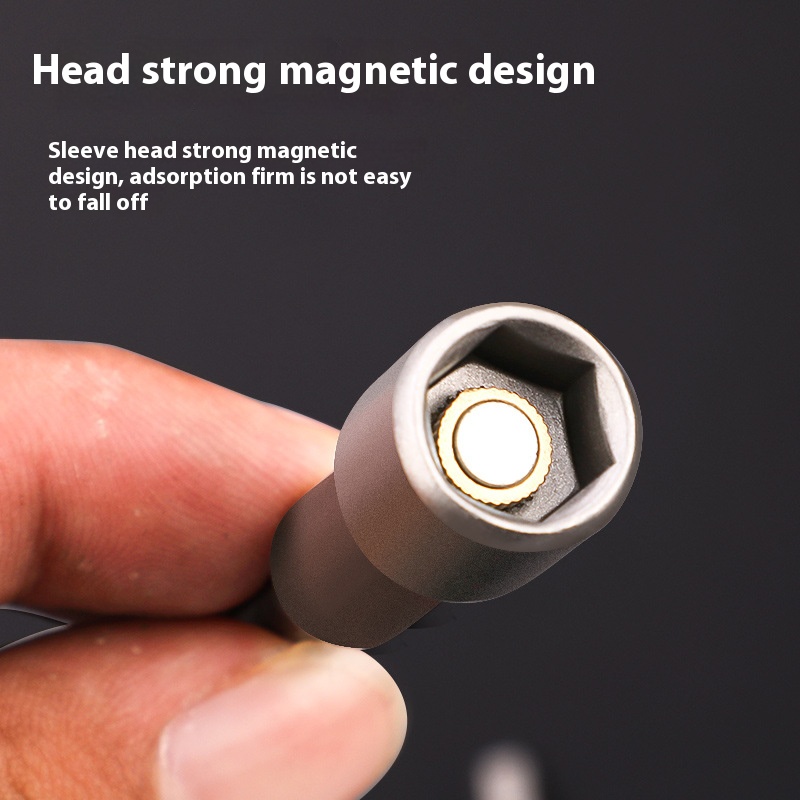 Head strong magnetic design
Sleeve head strong magnetic
design, adsorption firm is not easy
to fall off